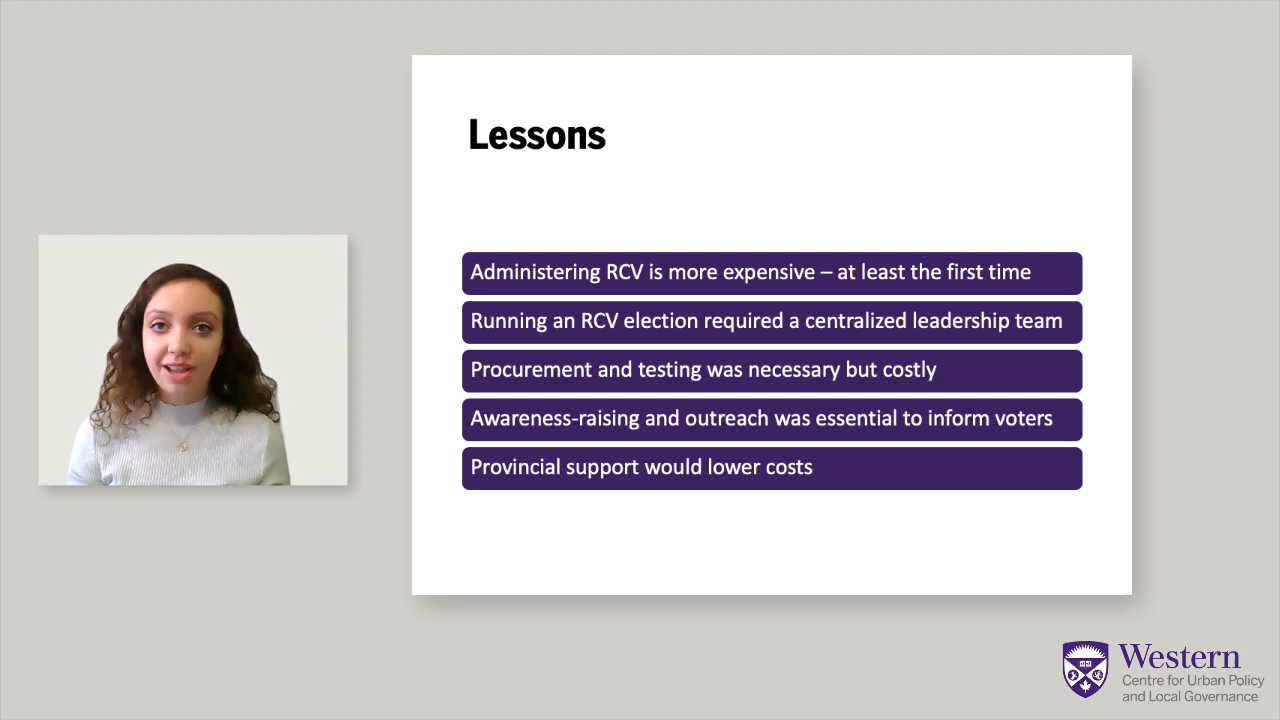 Lessons
Administering RCV is more expensive – at least the first time
Running an RCV election required a centralized leadership team
Procurement and testing was necessary but costly
Awareness-raising and outreach was essential to inform voters
Provincial support would lower costs
Western
Centre for Urban Policy
and Local Governance